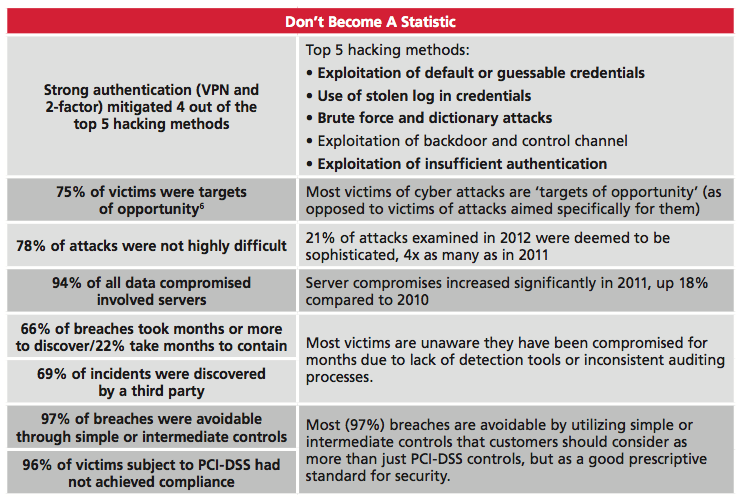 Don't Become A Statistic
Strong authentication (VPN and
2-factor) mitigated 4 out of the
top 5 hacking methods
Top 5 hacking methods:
• Exploitation of default or guessable credentials
• Use of stolen log in credentials
• Brute force and dictionary attacks
• Exploitation of backdoor and control channel
• Exploitation of insufficient authentication
75% of victims were targets
of opportunity⁶
Most victims of cyber attacks are ‘targets of opportunity’ (as
opposed to victims of attacks aimed specifically for them)
78% of attacks were not highly difficult
21% of attacks examined in 2012 were deemed to be
sophisticated, 4x as many as in 2011
94% of all data compromised
involved servers
Server compromises increased significantly in 2011, up 18%
compared to 2010
66% of breaches took months or more
to discover/22% take months to contain
69% of incidents were discovered
by a third party
Most victims are unaware they have been compromised for
months due to lack of detection tools or inconsistent auditing
processes.
97% of breaches were avoidable
through simple or intermediate controls
96% of victims subject to PCI-DSS had
not achieved compliance
Most (97%) breaches are avoidable by utilizing simple or
intermediate controls that customers should consider as
more than just PCI-DSS controls, but as a good prescriptive
standard for security.